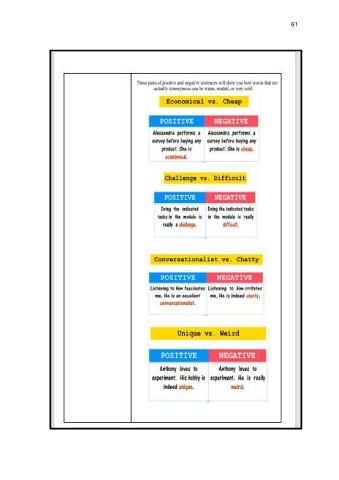 61
These pairs of positive and negative sentences will show you how words that are
actually synonymous can be warm, neutral, or very cold.
Economical vs. Cheap
POSITIVE NEGATIVE
Alessandra performs a
survey before buying any
product. She is
economical.
Alessandra performs a
survey before buying any
product. She is cheap.
Challenge vs. Difficult
POSITIVE NEGATIVE
Doing the indicated
tasks in the module is
really a challenge.
Doing the indicated tasks
in the module is really
difficult.
Conversationalist vs. Chatty
POSITIVE NEGATIVE
Listening to him fascinated
me. He is an excellent
conversationalist.
Listening to him irritates
me. He is indeed chatty.
Unique vs. Weird
POSITIVE NEGATIVE
Anthony loves to
experiment. His hobby is
indeed unique.
Anthony loves to
experiment. He is really
weird.